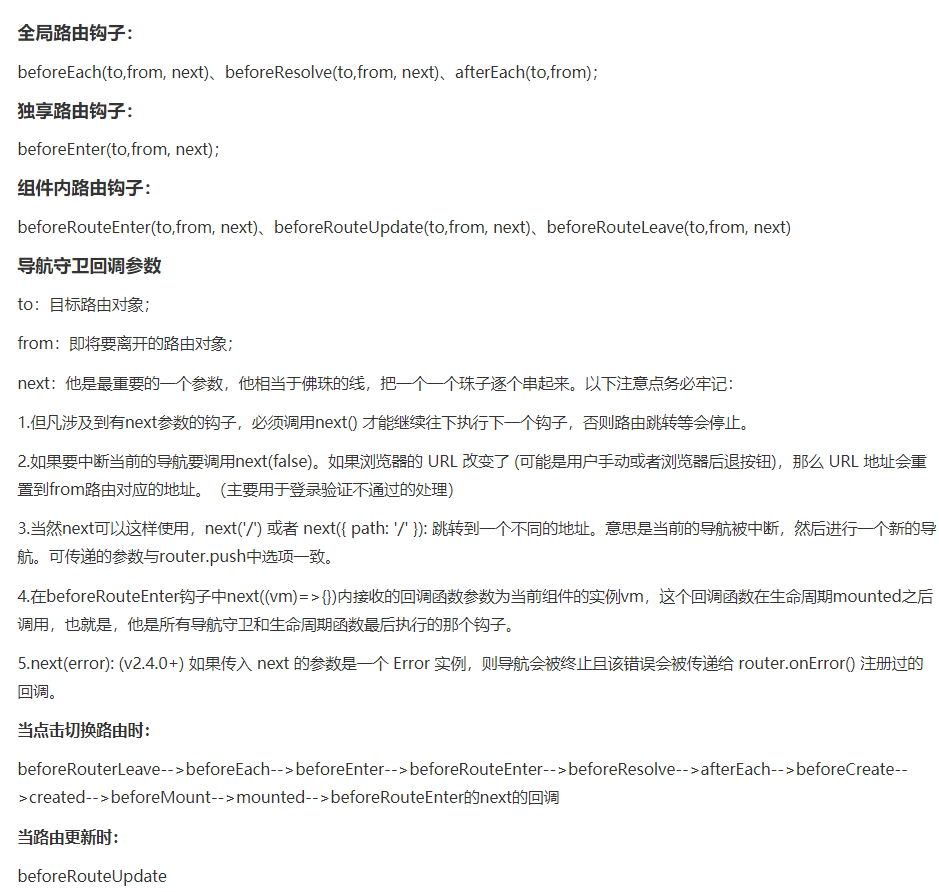 全局路由钩子：
beforeEach(to,from, next)、beforeResolve(to,from, next)、afterEach(to,from)；
独享路由钩子：
beforeEnter(to,from, next)；
组件内路由钩子：
beforeRouteEnter(to,from, next)、beforeRouteUpdate(to,from, next)、beforeRouteLeave(to,from, next)
导航守卫回调参数
to：目标路由对象；
from：即将要离开的路由对象；
next：他是最重要的一个参数，他相当于佛珠的线，把一个一个珠子逐个串起来。以下注意点务必牢记：
1.但凡涉及到有next参数的钩子，必须调用next() 才能继续往下执行下一个钩子，否则路由跳转等会停止。
2.如果要中断当前的导航要调用next(false)。如果浏览器的 URL 改变了 (可能是用户手动或者浏览器后退按钮)，那么 URL 地址会重
置到from路由对应的地址。（主要用于登录验证不通过的处理）
3.当然next可以这样使用，next('/') 或者 next({ path: '/' }): 跳转到一个不同的地址。意思是当前的导航被中断，然后进行一个新的导
航。可传递的参数与router.push中选项一致。
4.在beforeRouteEnter钩子中next((vm)=>{})内接收的回调函数参数为当前组件的实例vm，这个回调函数在生命周期mounted之后
调用，也就是，他是所有导航守卫和生命周期函数最后执行的那个钩子。
5.next(error): (v2.4.0+) 如果传入 next 的参数是一个 Error 实例，则导航会被终止且该错误会被传递给 router.onError() 注册过的
回调。
当点击切换路由时：
beforeRouterLeave-->beforeEach-->beforeEnter-->beforeRouteEnter-->beforeResolve-->afterEach-->beforeCreate--
>created-->beforeMount-->mounted-->beforeRouteEnter的next的回调
当路由更新时：
beforeRouteUpdate